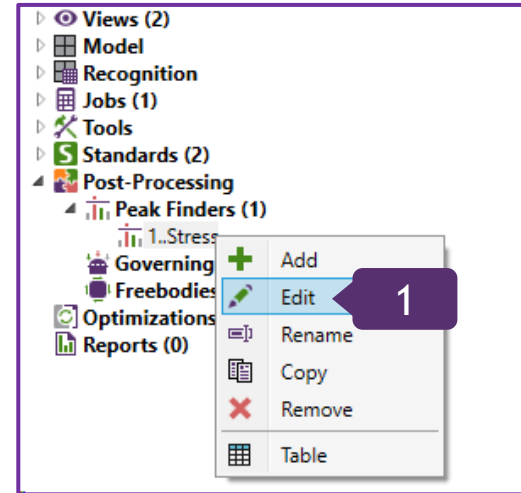 Views (2)
Model
Recognition
Jobs (1)
Tools
Standards (2)
Post-Processing
Peak Finders (1)
1..Stress
Governing
Freebodies
Optimizations
Reports (0)
Add
Edit
1
Rename
Copy
Remove
Table